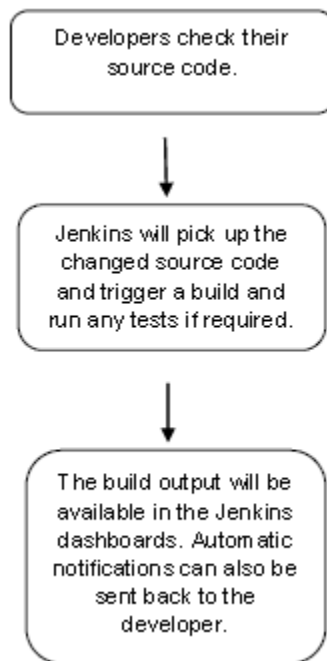 Developers check their
source code.
Jenkins will pick up the
changed source code
and trigger a build and
run any tests if required.
The build output will be
available in the Jenkins
dashboards. Automatic
notifications can also be
sent back to the
developer.